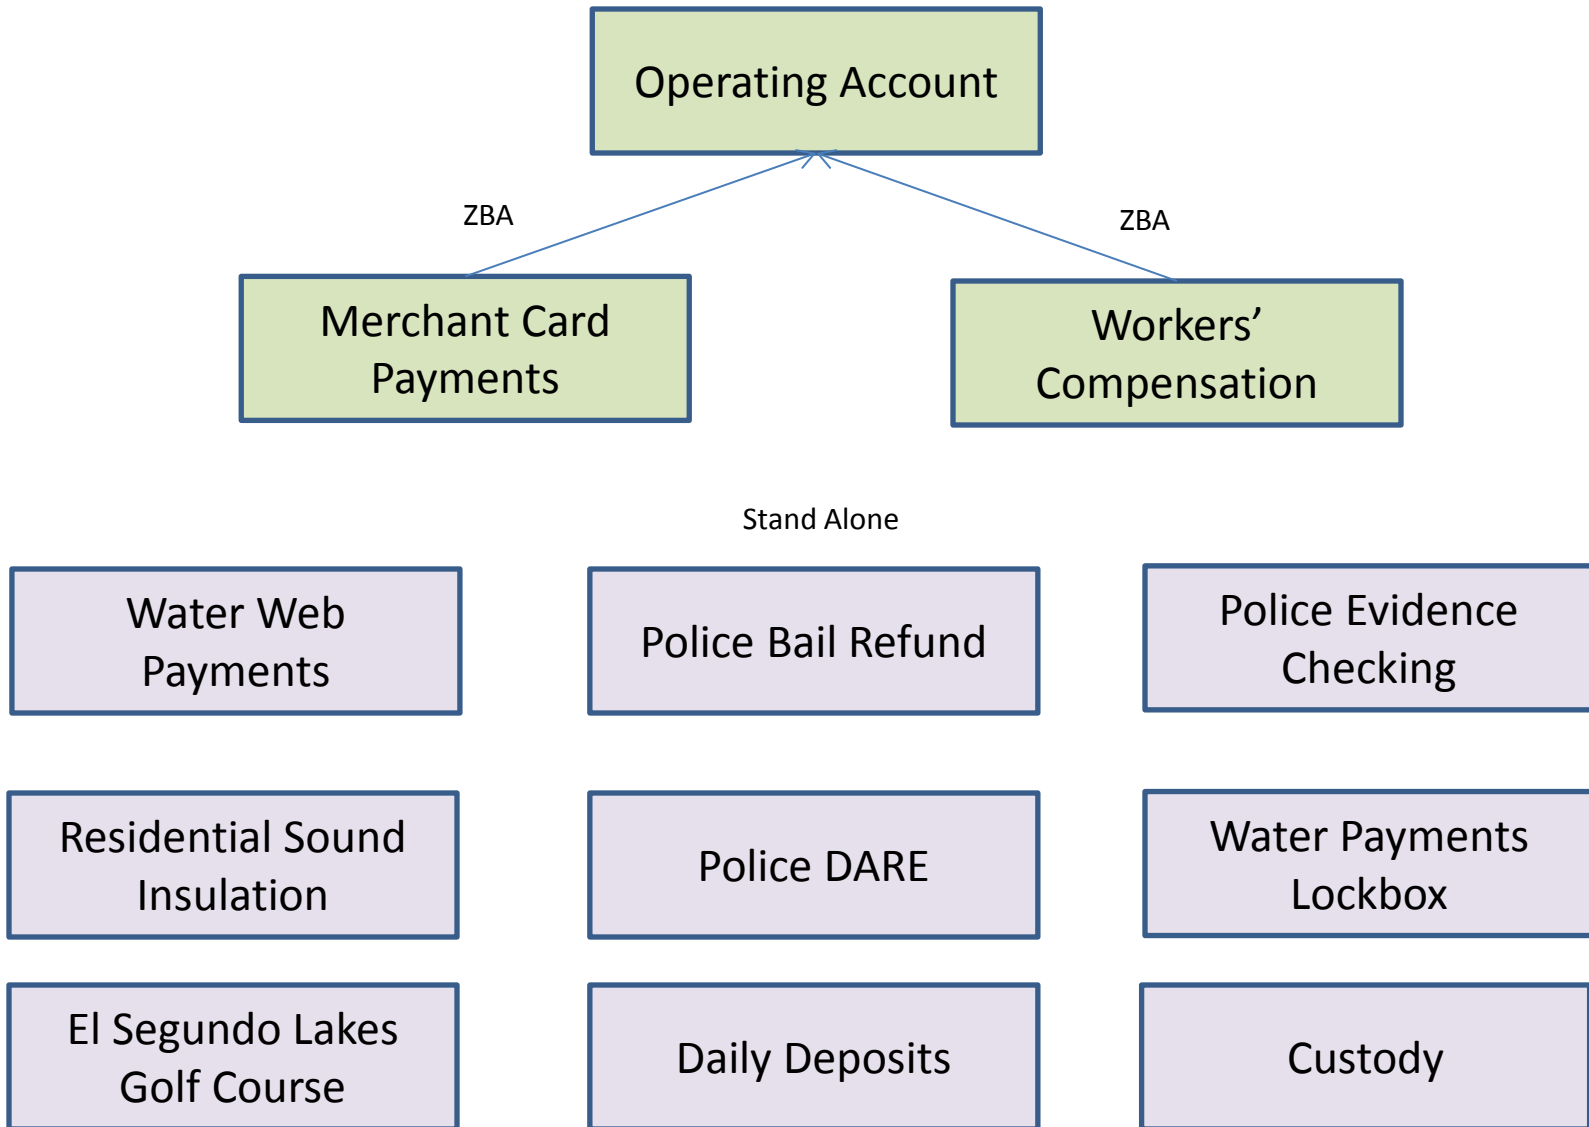 Operating Account
ZBA
ZBA
Merchant Card
Payments
Workers’
Compensation
Stand Alone
Water Web
Payments
Police Bail Refund
Police Evidence
Checking
Residential Sound
Insulation
Police DARE
Water Payments
Lockbox
El Segundo Lakes
Golf Course
Daily Deposits
Custody